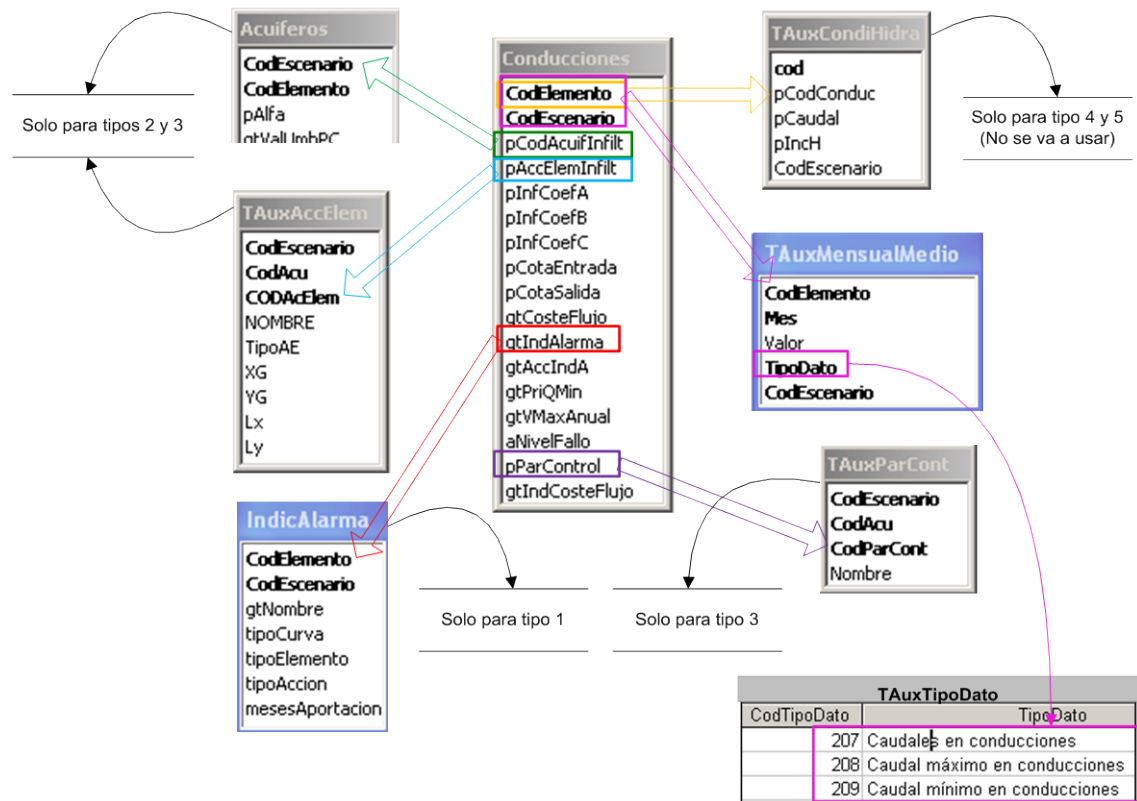 Acuiferos
CodEscenario
CodElemento
pAlfa
gtValUmbPC
Solo para tipos 2 y 3
TAuxAccElem
CodEscenario
CodAcu
CODAcElem
NOMBRE
TipoAE
XG
YG
Lx
Ly
IndicAlarma
CodElemento
CodEscenario
gtNombre
tipoCurva
tipoElemento
tipoAccion
mesesAportacion
Conducciones
CodElemento
CodEscenario
pCodAcuifInfilt
pAccElemInfilt
pInfCoefA
pInfCoefB
pInfCoefC
pCotaEntrada
pCotaSalida
gtCosteFlujo
gtIndAlarma
gtAccIndA
gtPriQMin
gtVMaxAnual
aNivelFallo
pParControl
gtIndCosteFlujo
Solo para tipo 1
Solo para tipo 3
TAuxCondiHidra
cod
pCodConduc
pCaudal
pIncH
CodEscenario
Solo para tipo 4 y 5
(No se va a usar)
TAuxMensualMedio
CodElemento
Mes
Valor
TipoDato
CodEscenario
TAuxParCont
CodEscenario
CodAcu
CodParCont
Nombre
TAuxTipoDato
CodTipoDato TipoDato
207 Caudales en conducciones
208 Caudal máximo en conducciones
209 Caudal mínimo en conducciones